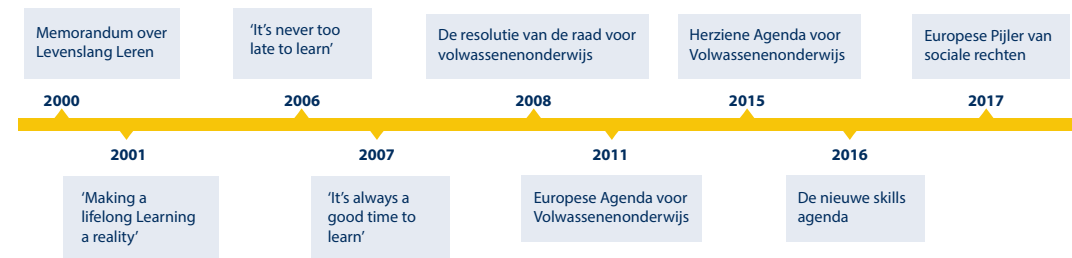 Memorandum over
Levenslang Leren
'It's never too
late to learn'
De resolutie van de raad voor
volwassenenonderwijs
Herziene Agenda voor
Volwassenenonderwijs
Europese Pijler van
sociale rechten
2000
2006
2008
2015
2017
2001
2007
2011
2016
'Making a
lifelong Learning
a reality'
'It's always a
good time to
learn'
Europese Agenda voor
Volwassenenonderwijs
De nieuwe skills
agenda